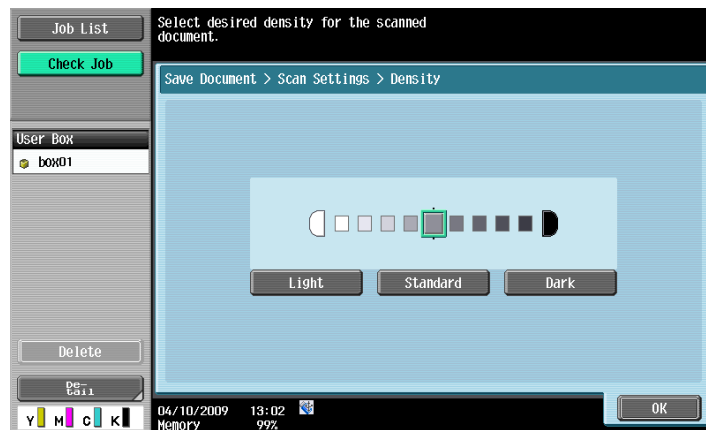 Job List
Select desired density for the scanned
document.
Check Job
Save Document > Scan Settings > Density
User Box
box01
Light
Standard
Dark
Delete
De-
tail
Y M C K
04/10/2009 13:02
Memory 99%
OK